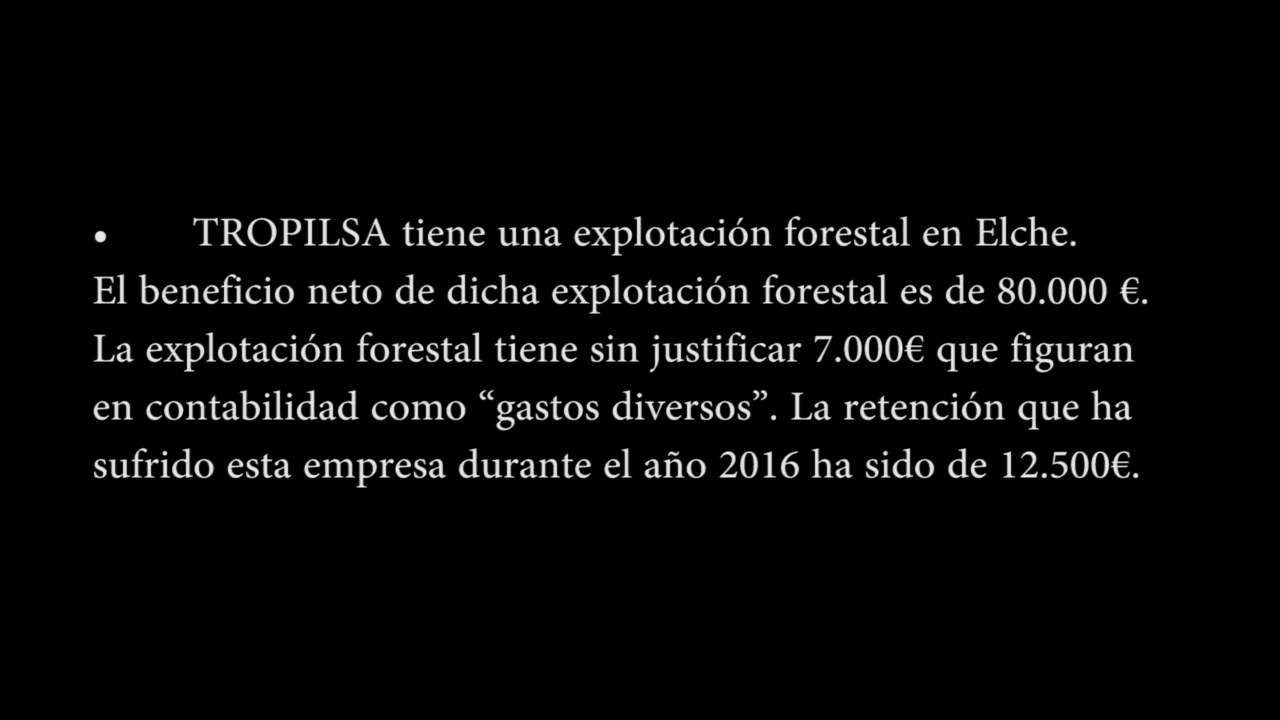 • TROPILSA tiene una explotación forestal en Elche.
El beneficio neto de dicha explotación forestal es de 80.000 €.
La explotación forestal tiene sin justificar 7.000€ que figuran
en contabilidad como “gastos diversos”. La retención que ha
sufrido esta empresa durante el año 2016 ha sido de 12.500€.